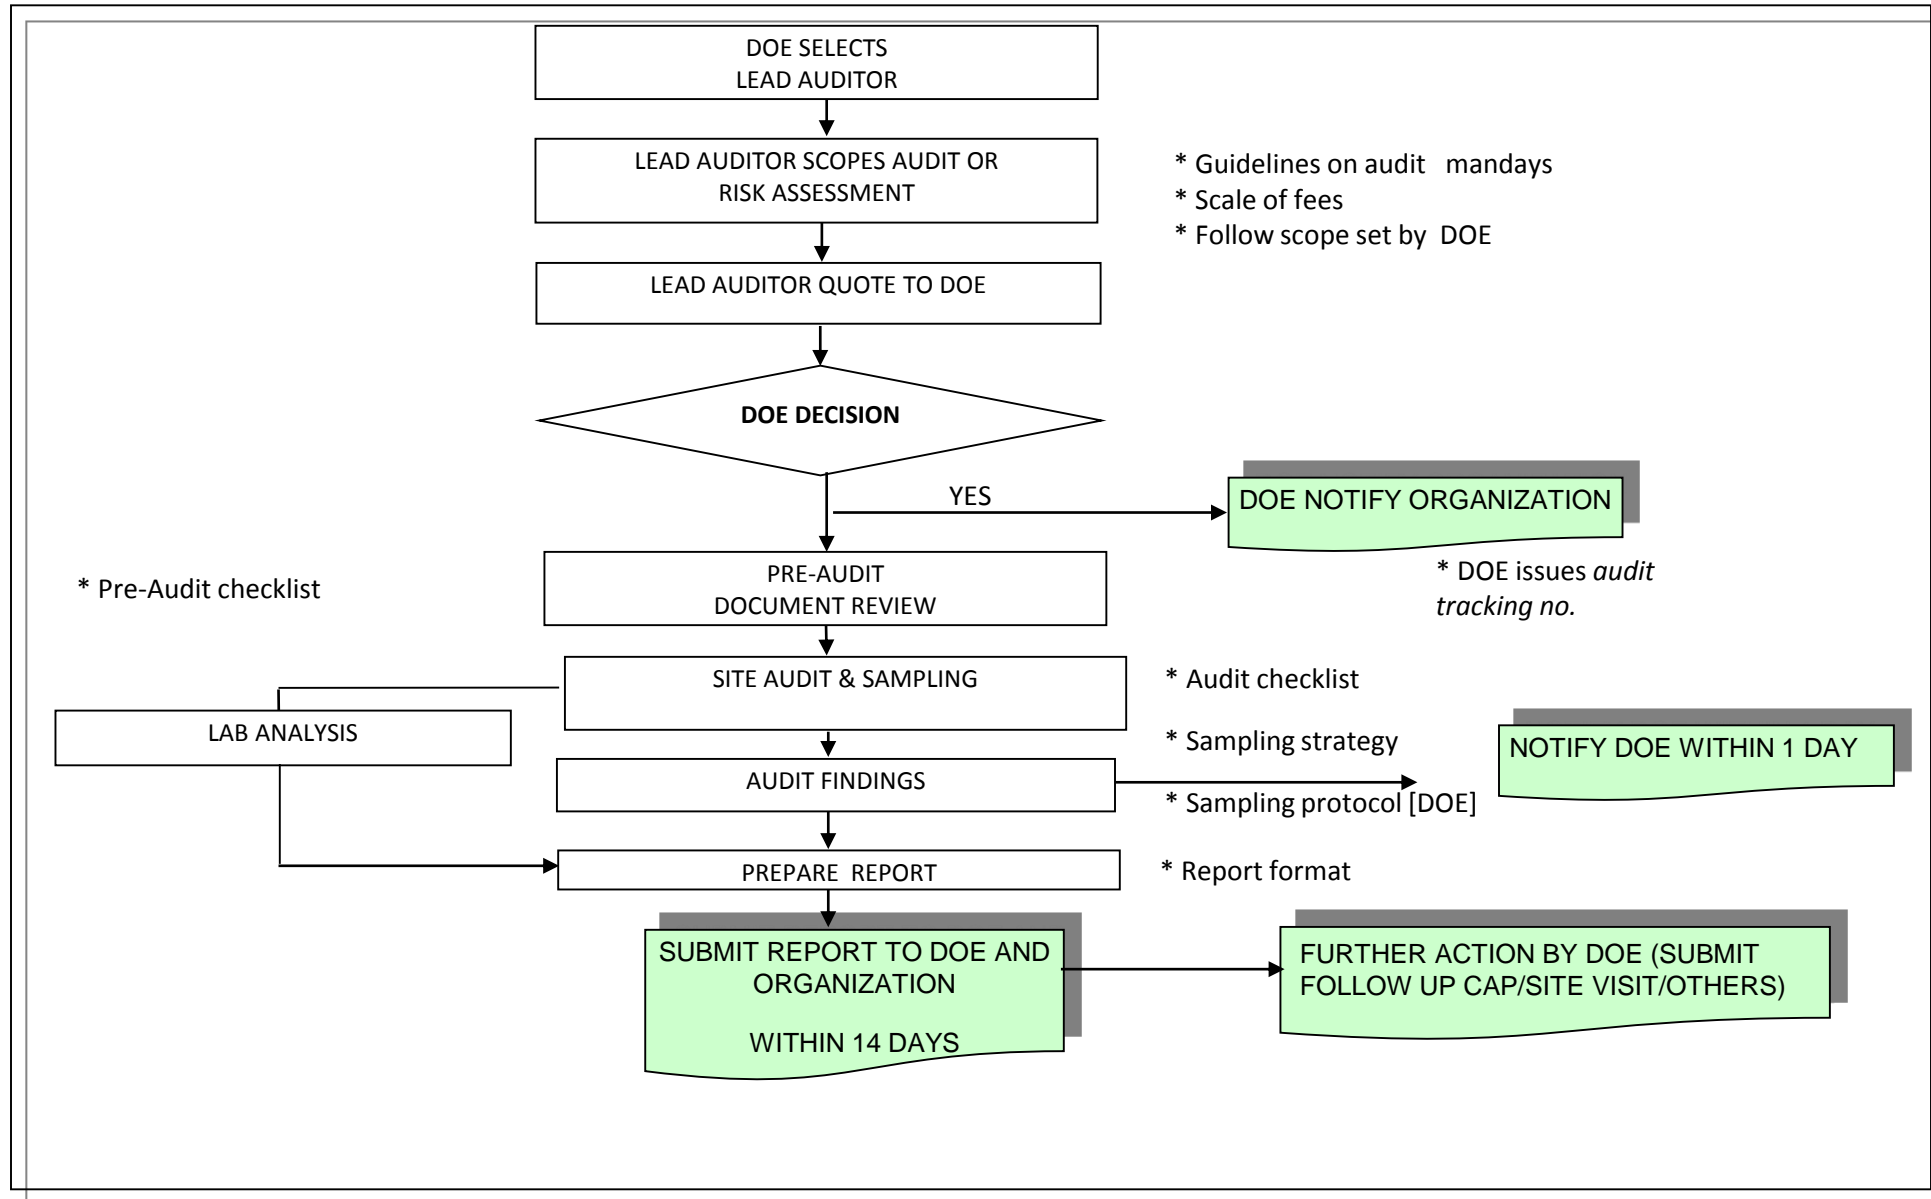 DOE SELECTS
LEAD AUDITOR
LEAD AUDITOR SCOPES AUDIT OR
RISK ASSESSMENT
* Guidelines on audit mandays
* Scale of fees
* Follow scope set by DOE
LEAD AUDITOR QUOTE TO DOE
DOE DECISION
YES
DOE NOTIFY ORGANIZATION
* DOE issues audit
tracking no.
* Pre-Audit checklist
PRE-AUDIT
DOCUMENT REVIEW
SITE AUDIT & SAMPLING
* Audit checklist
LAB ANALYSIS
* Sampling strategy
NOTIFY DOE WITHIN 1 DAY
AUDIT FINDINGS
* Sampling protocol [DOE]
PREPARE REPORT
* Report format
SUBMIT REPORT TO DOE AND
ORGANIZATION
WITHIN 14 DAYS
FURTHER ACTION BY DOE (SUBMIT
FOLLOW UP CAP/SITE VISIT/OTHERS)